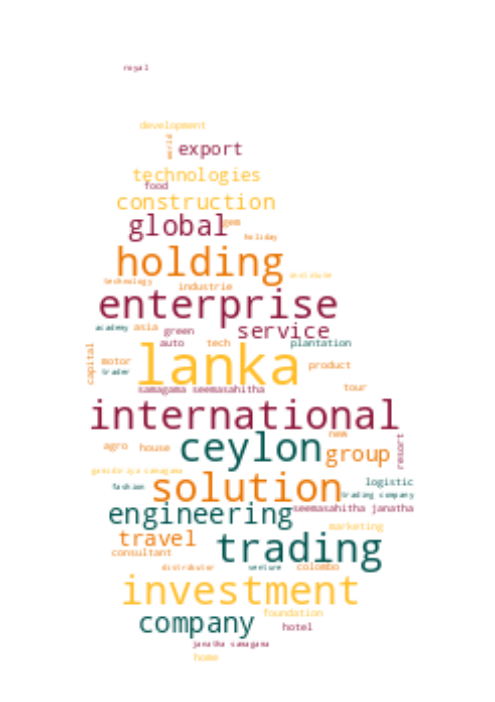 royal
development
world
export
technologies
food
construction
global gem
holiday
holding
institute
technology
industrie
enterprise
academy asia green service
auto tech plantation
capital
motor lanka product
trader
samagama seemasahitha tour
international
ceylon new
agro house group resort
gasidiriya samagama
solution logistic
fashion trading company
engineering seemasahitha janatha
marketing
travel trading
consultant
distributor venture colombo
investment
foundation
company hotel
janatha samagama
home